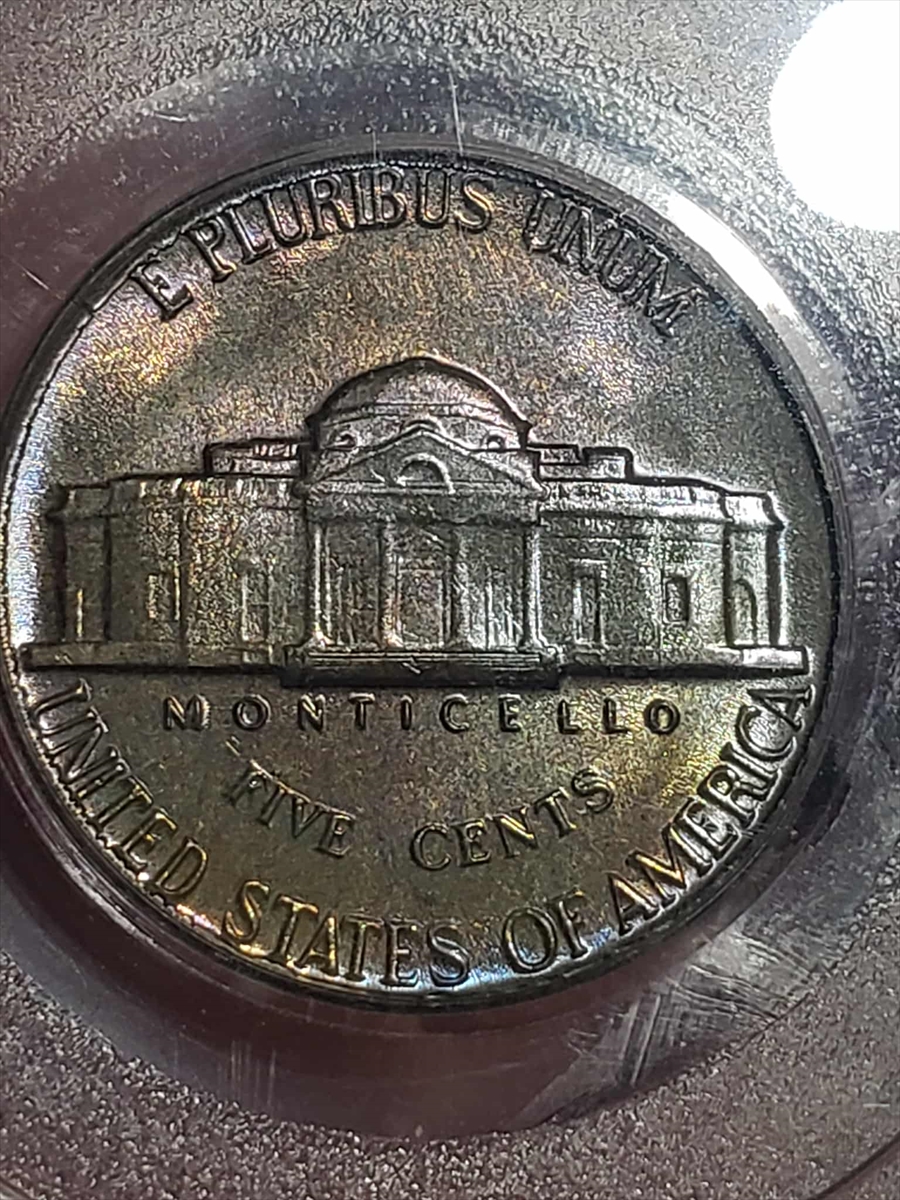 E PLURIBUS UNUM
MONTICELLO
FIVE CENTS
UNITED STATES OF AMERICA